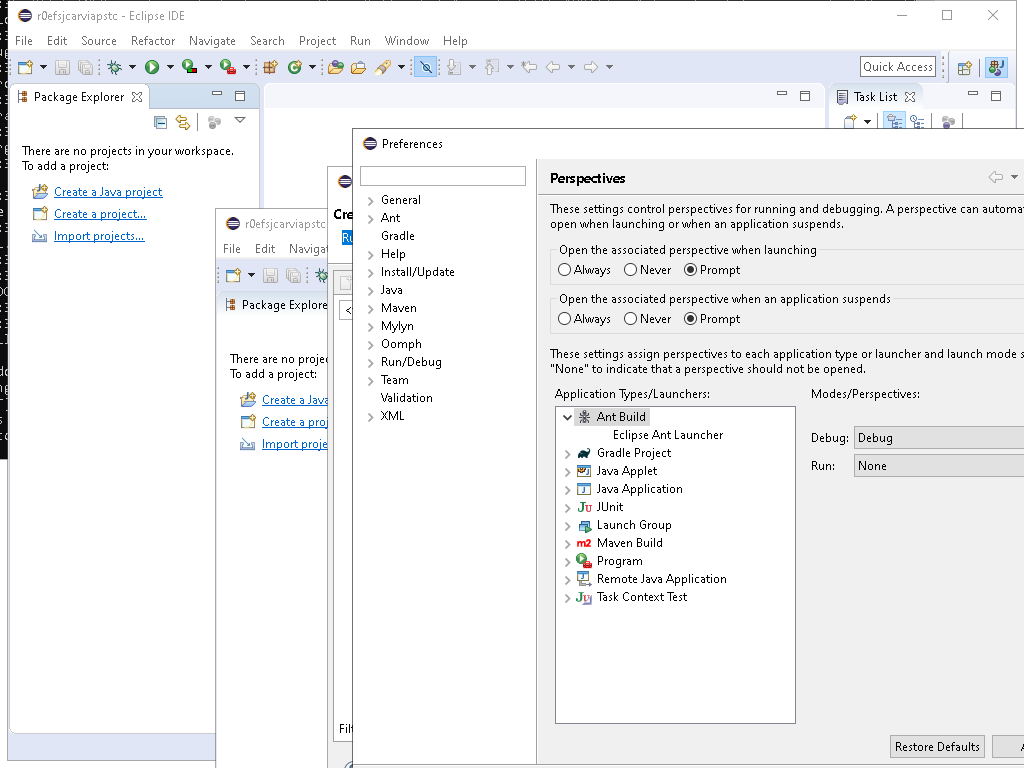 r0efsjcarviapstc - Eclipse IDE
File Edit Source Refactor Navigate Search Project Run Window Help
Quick Access
Package Explorer
Task List
There are no projects in your workspace.
To add a project:
Create a Java project
Create a project...
Import projects...
r0efsjcarviapstc
File Edit Navigat
Package Explore
There are no projec
To add a project:
Create a Java
Create a proj
Import proje
Cre
Ru
<
Filt
Preferences
General
Ant
Gradle
Help
Install/Update
Java
Maven
Mylyn
Oomph
Run/Debug
Team
Validation
XML
Perspectives
These settings control perspectives for running and debugging. A perspective can automa
open when launching or when an application suspends.
Open the associated perspective when launching
Always Never Prompt
Open the associated perspective when an application suspends
Always Never Prompt
These settings assign perspectives to each application type or launcher and launch mode s
"None" to indicate that a perspective should not be opened.
Application Types/Launchers:
Modes/Perspectives:
Ant Build
Eclipse Ant Launcher
Gradle Project
Java Applet
Java Application
JUnit
Launch Group
Maven Build
Program
Remote Java Application
Task Context Test
Debug: Debug
Run: None
Restore Defaults